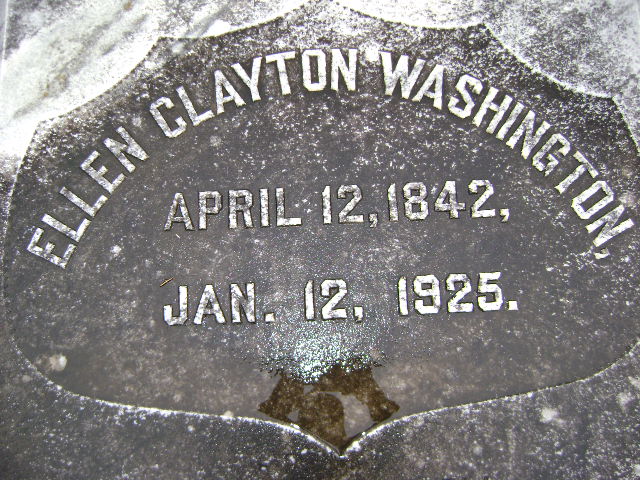 ELLEN CLAYTON WASHINGTON,
APRIL 12, 1842,
JAN. 12, 1925.